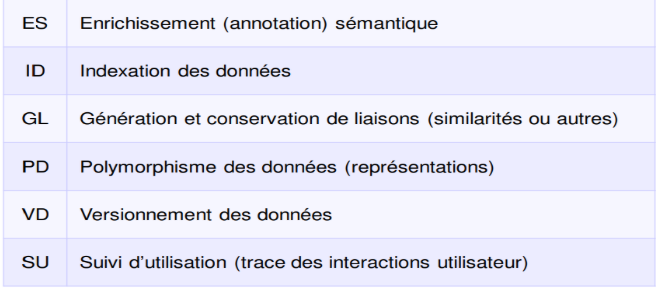 ES Enrichissement (annotation) sémantique
ID Indexation des données
GL Génération et conservation de liaisons (similarités ou autres)
PD Polymorphisme des données (représentations)
VD Versionnement des données
SU Suivi d'utilisation (trace des interactions utilisateur)